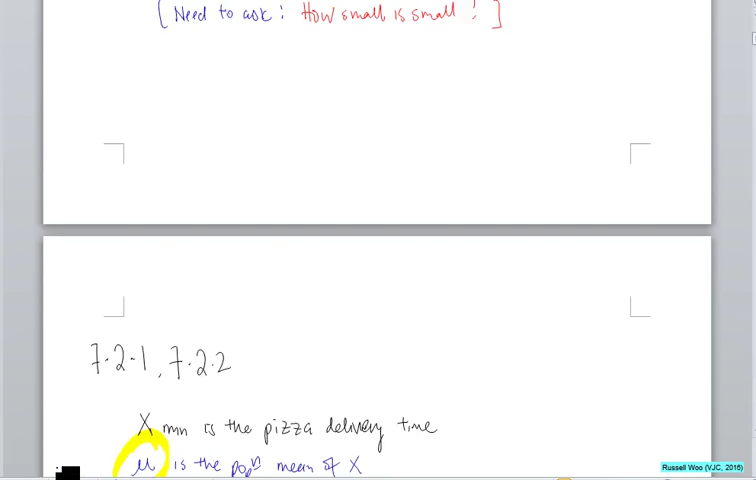 [Need to ask: How small is small! ]
7.2.1, 7.2.2
X mn is the pizza delivery time
μ is the popⁿ mean of X
Russell Woo (VJC, 2016)